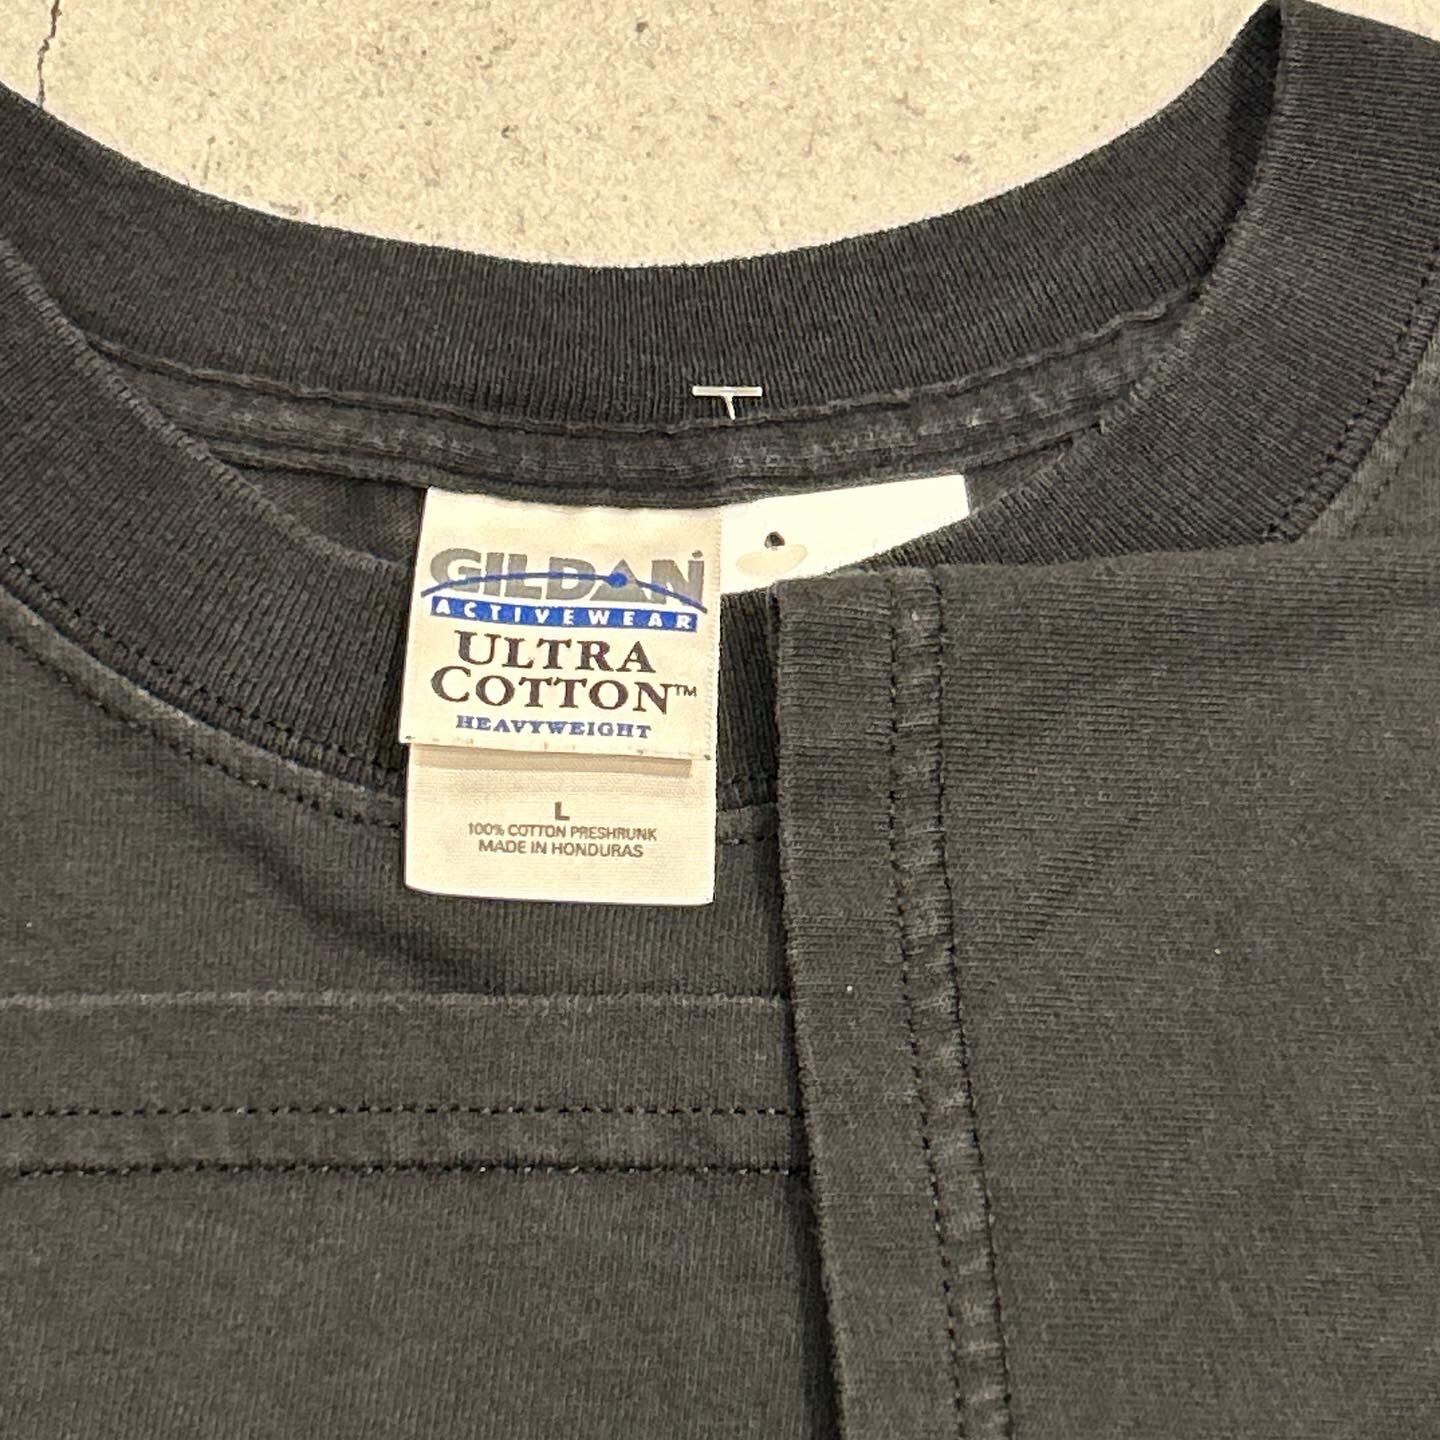 GILDAN
ACTIVEWEAR
ULTRA
COTTON™
HEAVYWEIGHT
L
100% COTTON PRESHRUNK
MADE IN HONDURAS